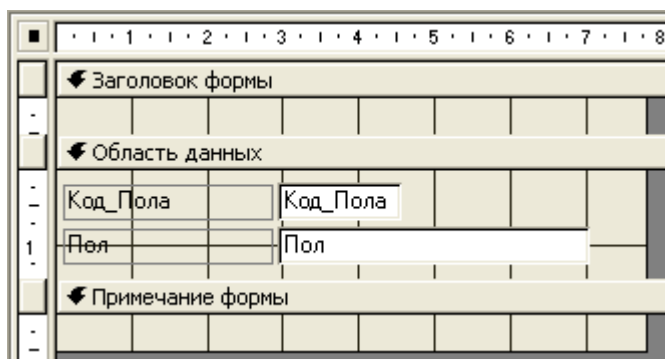 1 2 3 4 5 6 7 8
Заголовок формы
Область данных
Код_Пола Код_Пола
1
Пол Пол
Примечание формы